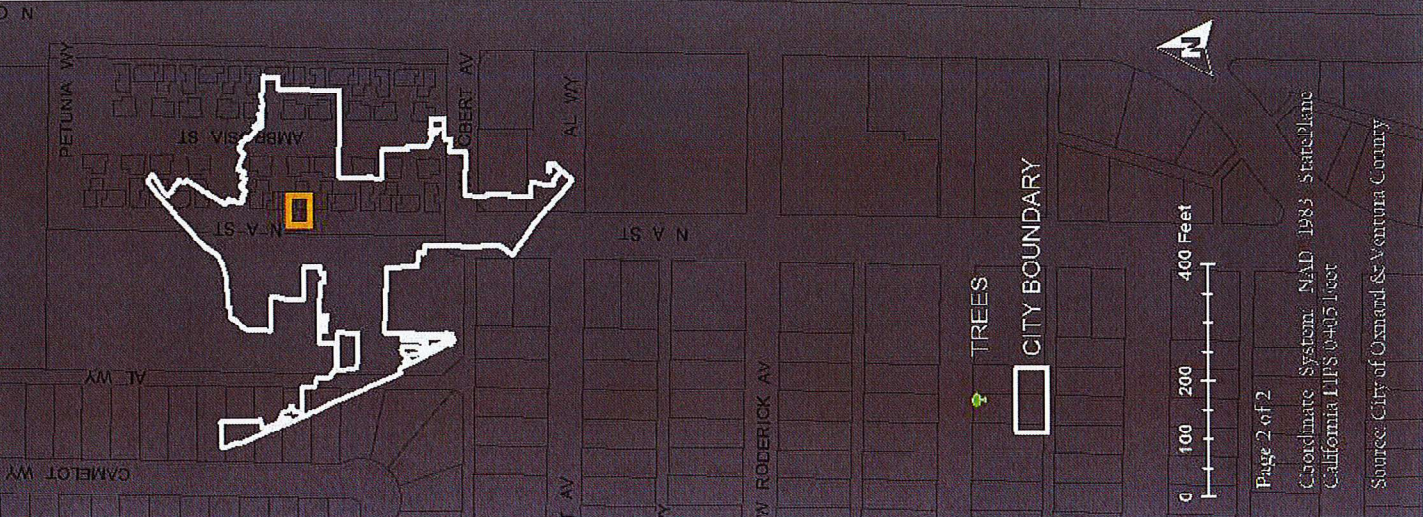 PETUNIA WY
AMBROSIA ST
N A ST
AL WY
CAMELOT WY
AL WY
N A ST
AV
W RODERICK AV
N
TREES
CITY BOUNDARY
0 100 200 400 Feet
Page 2 of 2
Coordinate System: NAD 1983 StatePlane
California FIPS 0405 Feet
Source: City of Oxnard & Ventura County